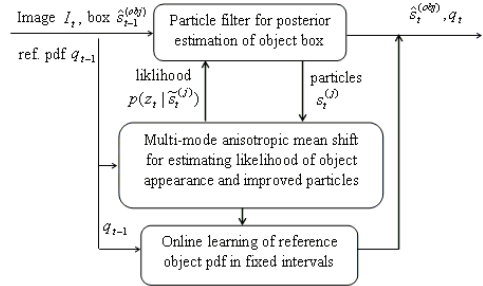 Image I_t, box ŝ_{t-1}^{(obj)}
ref. pdf q_{t-1}
Particle filter for posterior
estimation of object box
ŝ_t^{(obj)}, q_t
liklihood
p(z_t | s̃_t^{(j)})
particles
s_t^{(j)}
Multi-mode anisotropic mean shift
for estimating likelihood of object
appearance and improved particles
q_{t-1}
Online learning of reference
object pdf in fixed intervals